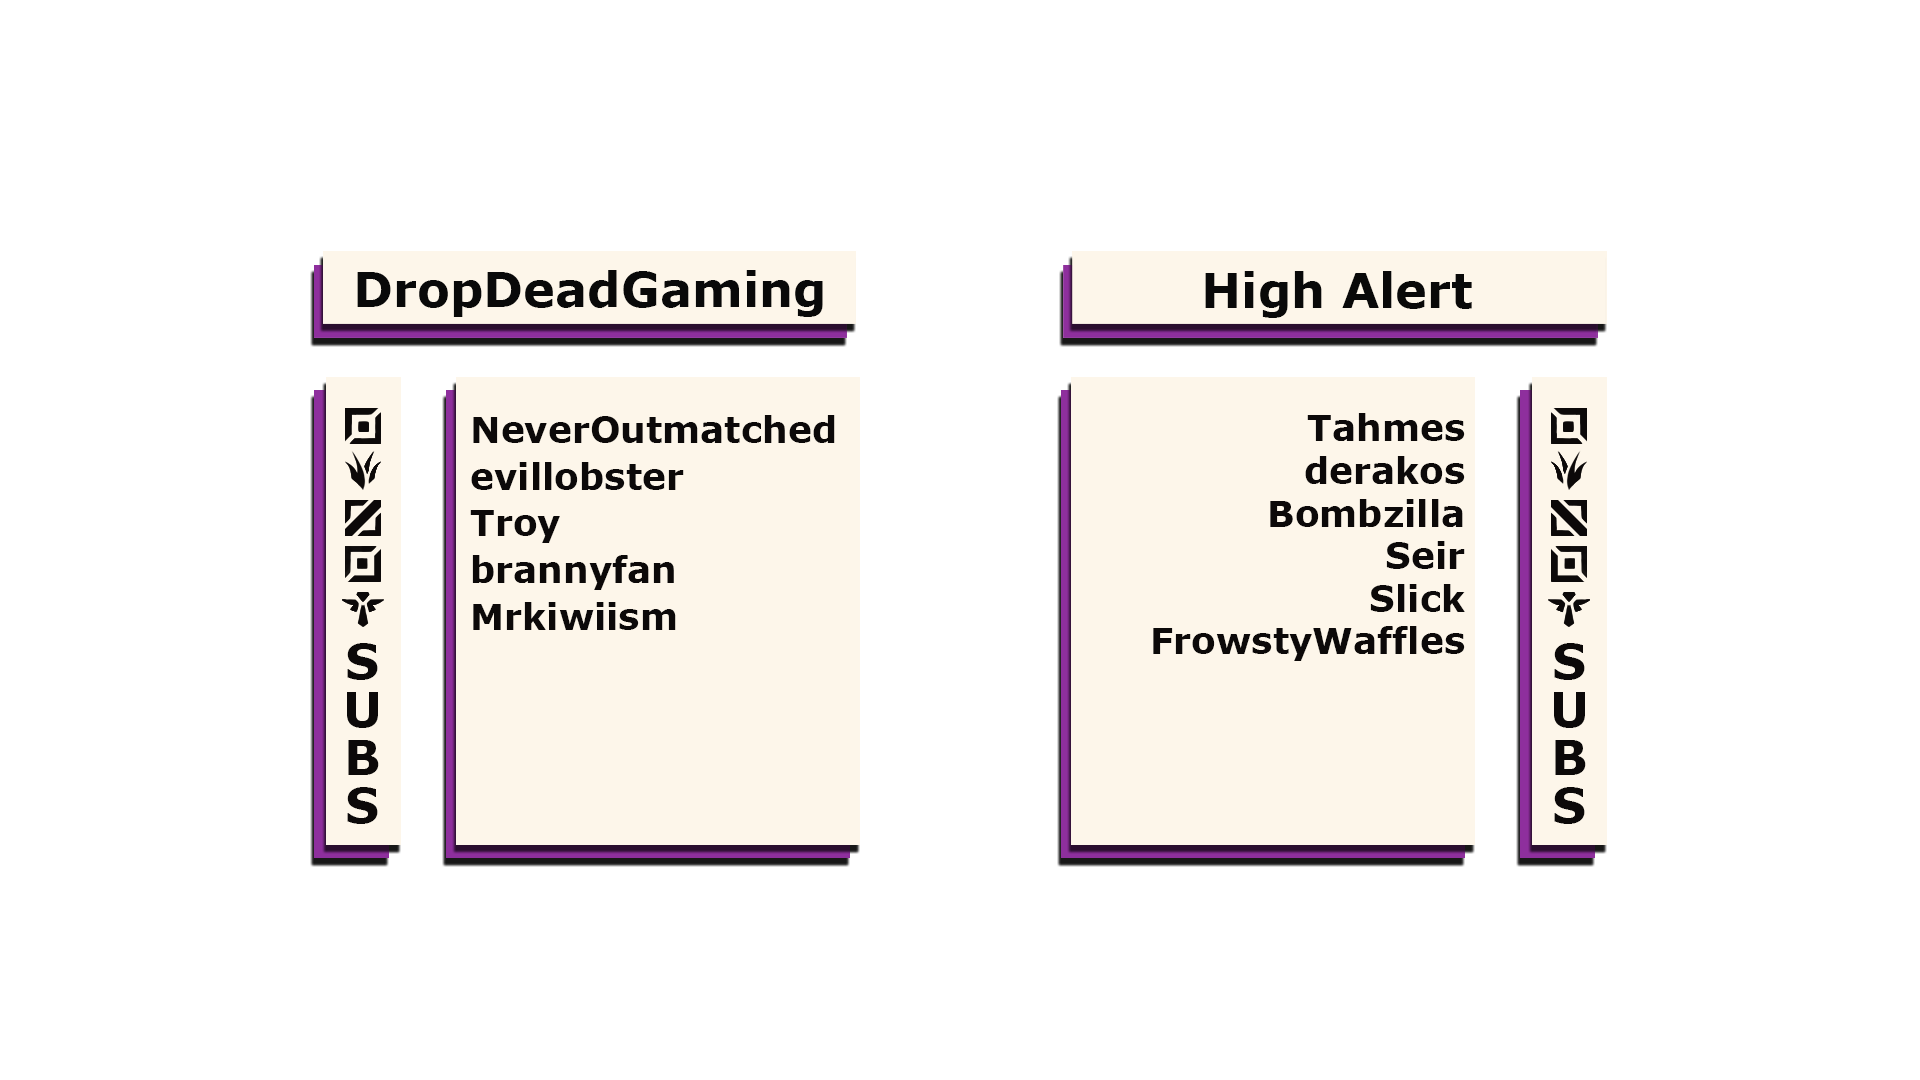 DropDeadGaming
S
U
B
S
NeverOutmatched
evillobster
Troy
brannyfan
Mrkiwiism
High Alert
Tahmes
derakos
Bombzilla
Seir
Slick
FrowstyWaffles
S
U
B
S